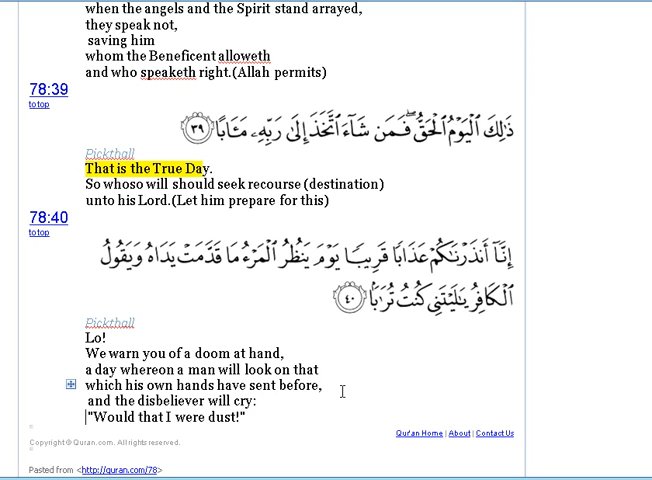 when the angels and the Spirit stand arrayed,
they speak not,
saving him
whom the Beneficent alloweth
and who speaketh right.(Allah permits)
78:39
to top
ذَٰلِكَ ٱلْيَوْمُ ٱلْحَقُّ ۖ فَمَن شَآءَ ٱتَّخَذَ إِلَىٰ رَبِّهِۦ مَـَٔابًا ٣٩
Pickthall
That is the True Day.
So whoso will should seek recourse (destination)
unto his Lord.(Let him prepare for this)
78:40
to top
إِنَّآ أَنذَرْنَـٰكُمْ عَذَابًا قَرِيبًا يَوْمَ يَنظُرُ ٱلْمَرْءُ مَا قَدَّمَتْ يَدَاهُ وَيَقُولُ
ٱلْكَافِرُ يَـٰلَيْتَنِى كُنتُ تُرَٰبًۢا ٤٠
Pickthall
Lo!
We warn you of a doom at hand,
a day whereon a man will look on that
which his own hands have sent before,
and the disbeliever will cry:
"Would that I were dust!"
Qur'an Home | About | Contact Us
Copyright © Quran.com. All rights reserved.
Pasted from <http://quran.com/78>